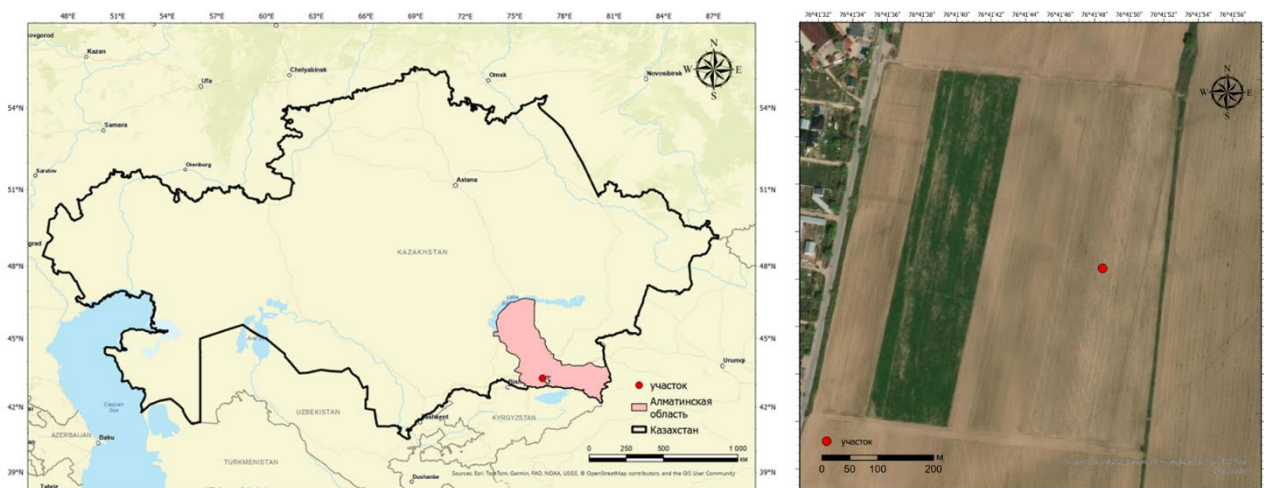 48°E 51°E 54°E 57°E 60°E 63°E 66°E 69°E 72°E 75°E 78°E 81°E 84°E 87°E
ovgorod
Kazan
Chelyabinsk
Omsk
Novosibirsk
Ufa
N
W E
S
54°N 54°N
Samara
Orenburg
Saratov
Astana
51°N 51°N
grad
KAZAKHSTAN
48°N 48°N
Lake
45°N 45°N
Urumqi
участок
Алматинская
область
Казахстан
Caspian
Sea
42°N 42°N
UZBEKISTAN
KYRGYZSTAN
AZERBAIJAN
Baku
TURKMENISTAN
0 250 500 1 000
КМ
Sources: Esri, TomTom, Garmin, FAO, NOAA, USGS, © OpenStreetMap contributors, and the GIS User Community
39°N 39°N
Dushanbe
Tabriz
76°41'32" 76°41'34" 76°41'36" 76°41'38" 76°41'40" 76°41'42" 76°41'44" 76°41'46" 76°41'48" 76°41'50" 76°41'52" 76°41'54" 76°41'56"
N
W E
S
участок
0 50 100 200
М